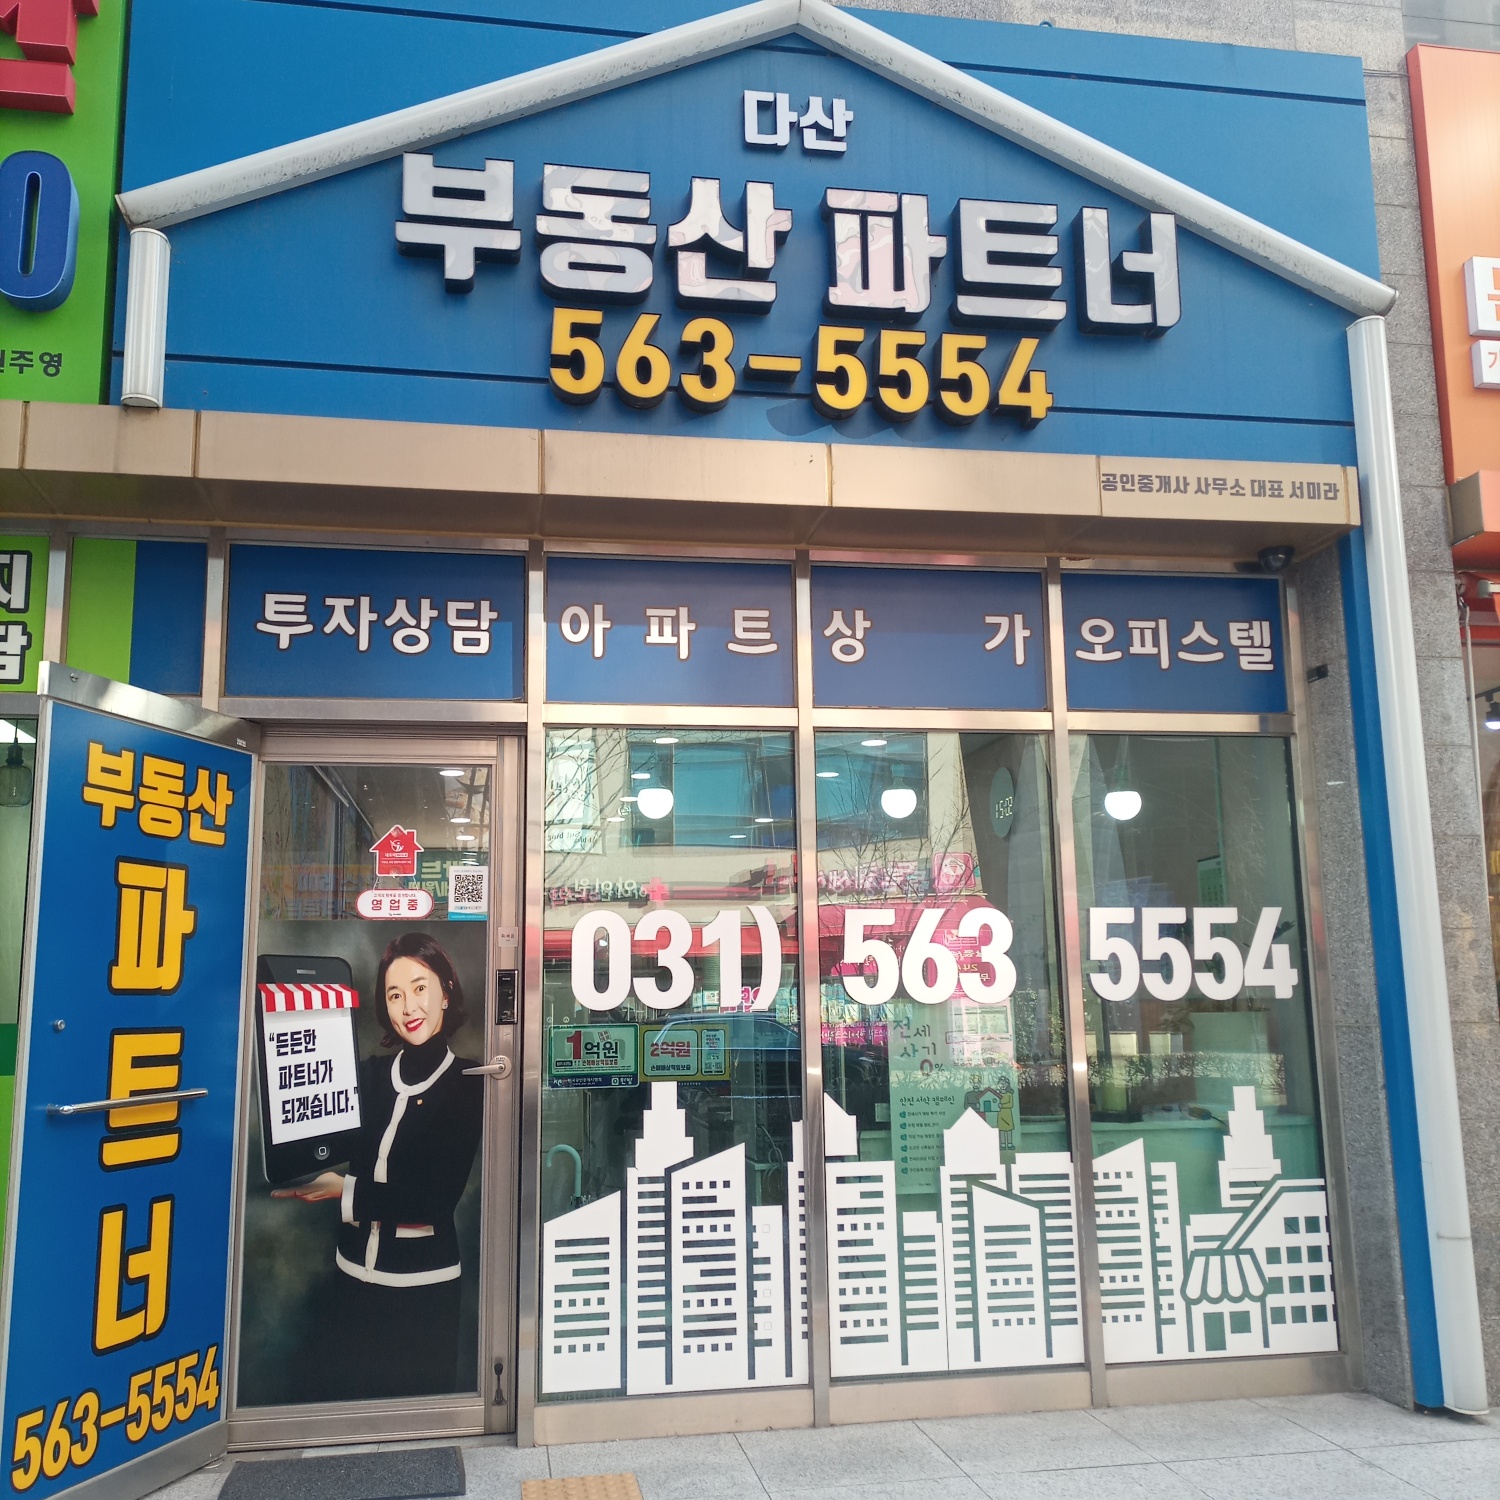 다산
부동산 파트너
563-5554
공인중개사 사무소 대표 서미라
투자상담
아파트
상가
오피스텔
부동산
파
트
너
563-5554
영업중
"든든한
파트너가
되겠습니다."
031) 563 5554
1억원
2억원
전세
사기
0%
주영